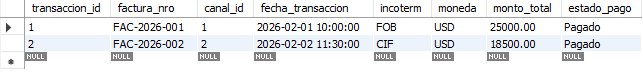 transaccion_id factura_nro canal_id fecha_transaccion incoterm moneda monto_total estado_pago
1 FAC-2026-001 1 2026-02-01 10:00:00 FOB USD 25000.00 Pagado
2 FAC-2026-002 2 2026-02-02 11:30:00 CIF USD 18500.00 Pagado
NULL NULL NULL NULL NULL NULL NULL NULL